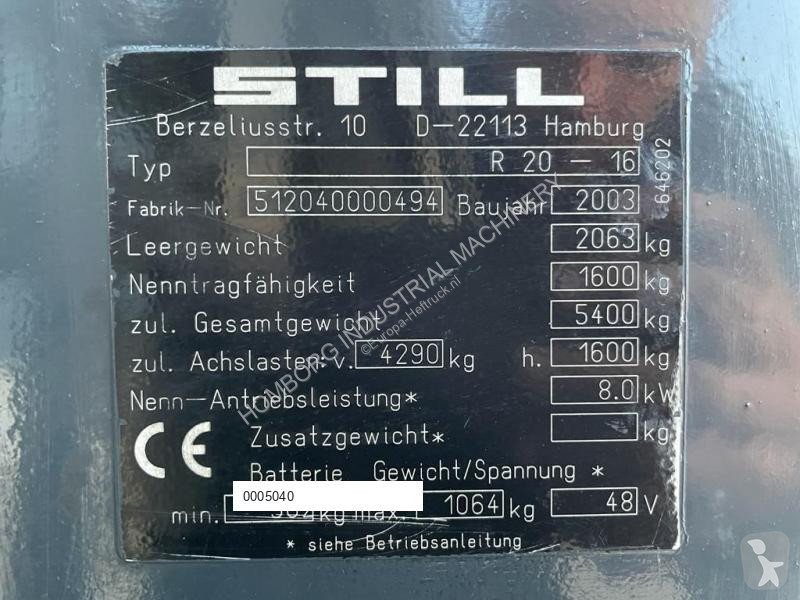 STILL
Berzeliusstr. 10 D-22113 Hamburg
Typ R 20 - 16
646202
Fabrik-Nr. 512040000494 Baujahr 2003
Leergewicht 2063 kg
Nenntragfähigkeit 1600 kg
zul. Gesamtgewicht 5400 kg
zul. Achslasten: v. 4290 kg h. 1600 kg
Nenn-Antriebsleistung* 8.0 kW
CE Zusatzgewicht* kg
Batterie Gewicht/Spannung *
0005040
min. kg max. 1064 kg 48 V
* siehe Betriebsanleitung
HOMBORG INDUSTRIAL MACHINERY
©Europa-Heftruck.nl